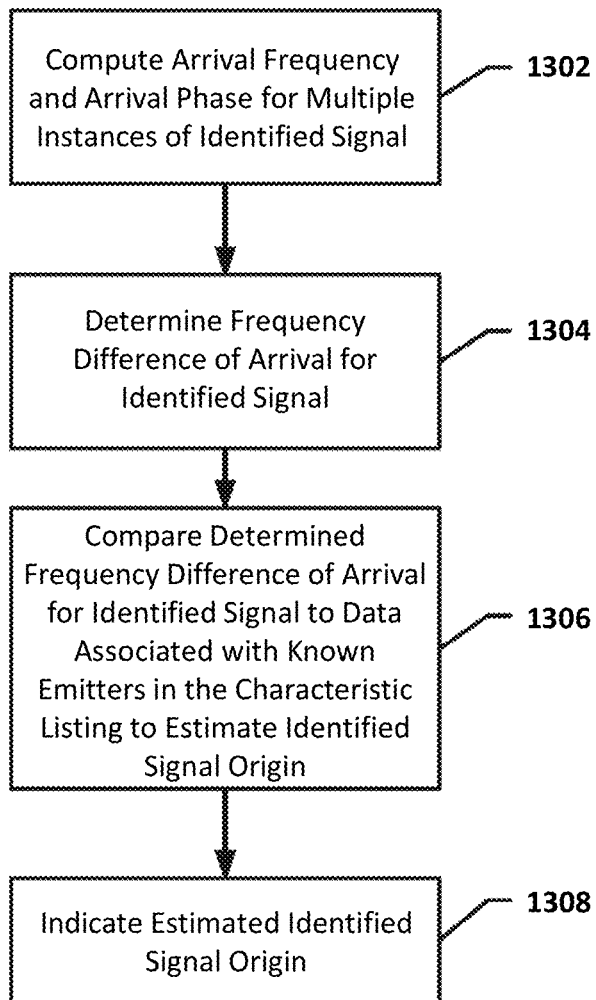 Compute Arrival Frequency
and Arrival Phase for Multiple
Instances of Identified Signal
1302
Determine Frequency
Difference of Arrival for
Identified Signal
1304
Compare Determined
Frequency Difference of Arrival
for Identified Signal to Data
Associated with Known
Emitters in the Characteristic
Listing to Estimate Identified
Signal Origin
1306
Indicate Estimated Identified
Signal Origin
1308